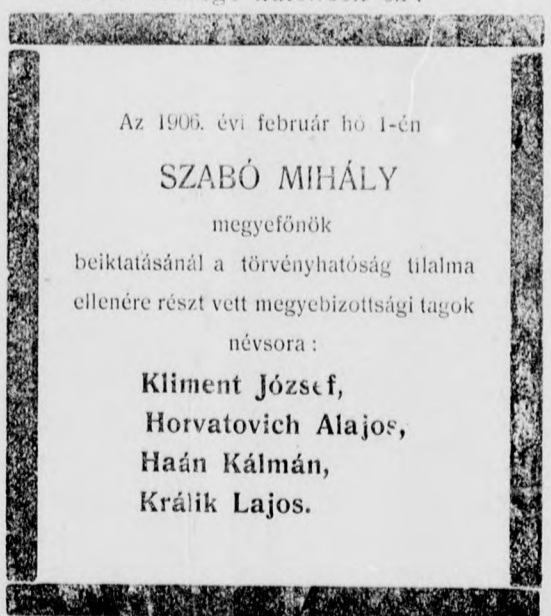 Az 1906. évi február hó 1-én
SZABÓ MIHÁLY
megyefőnök
beiktatásánál a törvényhatóság tilalma
ellenére részt vett megyebizottsági tagok
névsora :
Kliment József,
Horvatovich Alajos,
Haán Kálmán,
Králik Lajos.